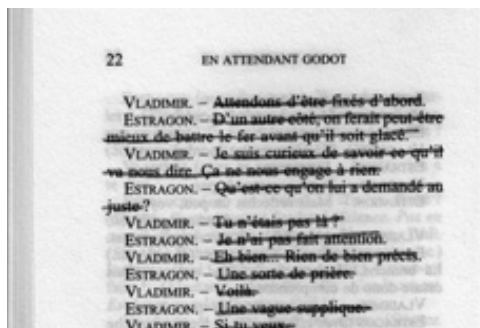 22 EN ATTENDANT GODOT
VLADIMIR. – Attendons d'être fixés d'abord.
ESTRAGON. – D'un autre côté, on ferait peut-être
mieux de battre le fer avant qu'il soit glacé.
VLADIMIR. – Je suis curieux de savoir ce qu'il
va nous dire. Ça ne nous engage à rien.
ESTRAGON. – Qu'est-ce qu'on lui a demandé au
juste ?
VLADIMIR. – Tu n'étais pas là ?
ESTRAGON. – Je n'ai pas fait attention.
VLADIMIR. – Eh bien... Rien de bien précis.
ESTRAGON. – Une sorte de prière.
VLADIMIR. – Voilà.
ESTRAGON. – Une vague supplique.
VLADIMIR. – Si tu veux.